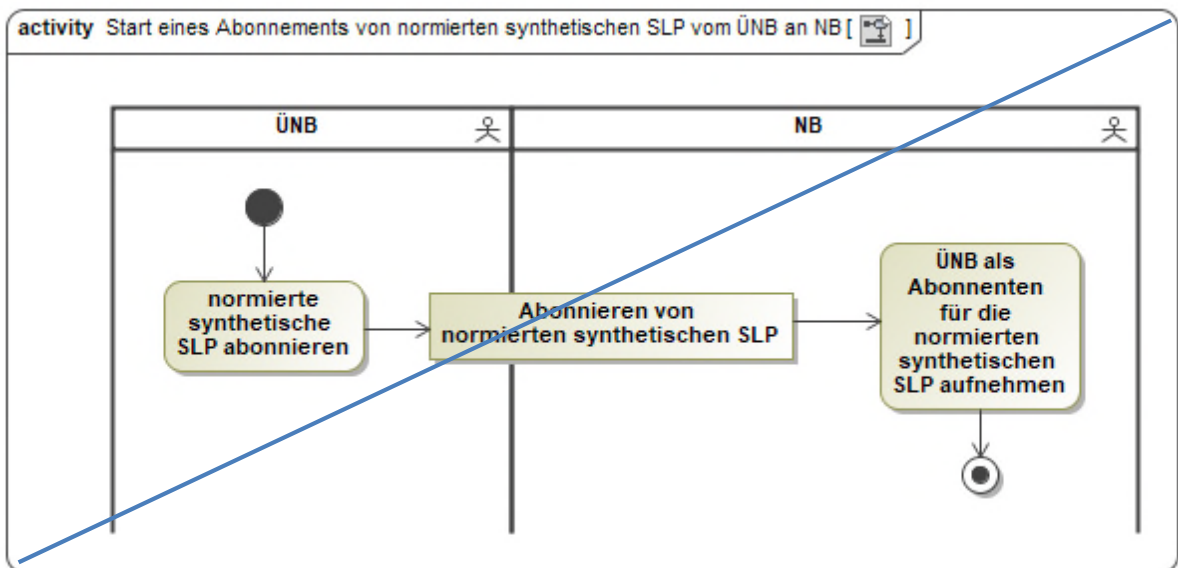 activity Start eines Abonnements von normierten synthetischen SLP vom ÜNB an NB [ ]
ÜNB
NB
normierte
synthetische
SLP abonnieren
Abonnieren von
normierten synthetischen SLP
ÜNB als
Abonnenten
für die
normierten
synthetischen
SLP aufnehmen